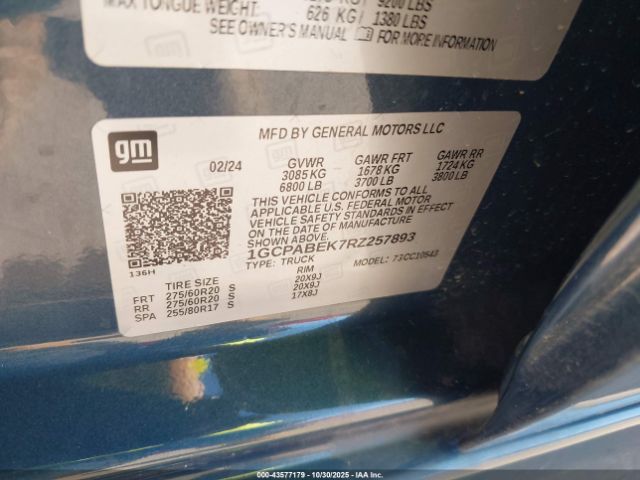 MAX TONGUE WEIGHT: 626 KG/ 1380 LBS
9200 LBS
SEE OWNER'S MANUAL FOR MORE INFORMATION
gm
MFD BY GENERAL MOTORS LLC
02/24 GVWR GAWR FRT GAWR RR
3085 KG 1678 KG 1724 KG
6800 LB 3700 LB 3800 LB
THIS VEHICLE CONFORMS TO ALL
APPLICABLE U.S. FEDERAL MOTOR
VEHICLE SAFETY STANDARDS IN
EFFECT ON THE DATE OF
MANUFACTURE SHOWN ABOVE.
1GCPABEK7RZ257893
TYPE: TRUCK MODEL: 73CC10543
136H
TIRE SIZE RIM
FRT 275/60R20 S 20X9J
RR 275/60R20 S 20X9J
SPA 255/80R17 S 17X8J
000-43577179 - 10/30/2025 - IAA Inc.